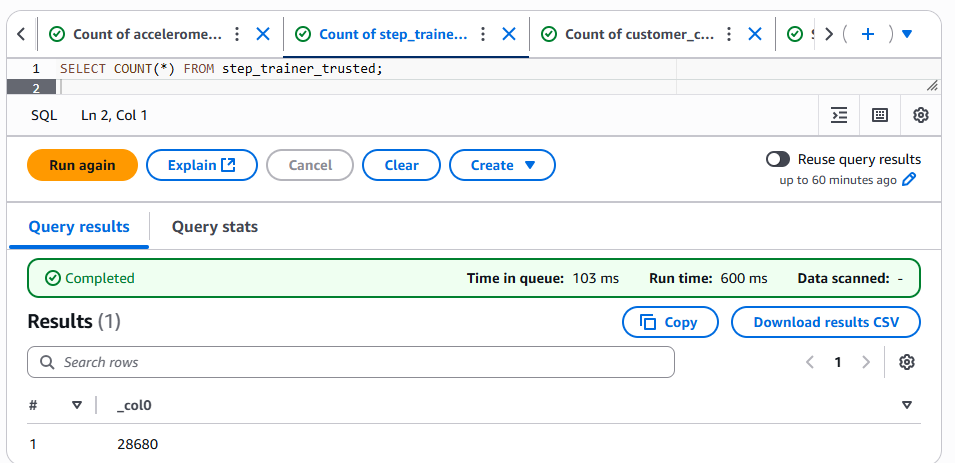 Count of accelerome... Count of step_traine... Count of customer_c...
1 SELECT COUNT(*) FROM step_trainer_trusted;
2
SQL Ln 2, Col 1
Run again Explain Cancel Clear Create Reuse query results
up to 60 minutes ago
Query results Query stats
Completed Time in queue: 103 ms Run time: 600 ms Data scanned: -
Results (1) Copy Download results CSV
Search rows 1
# _col0
1 28680